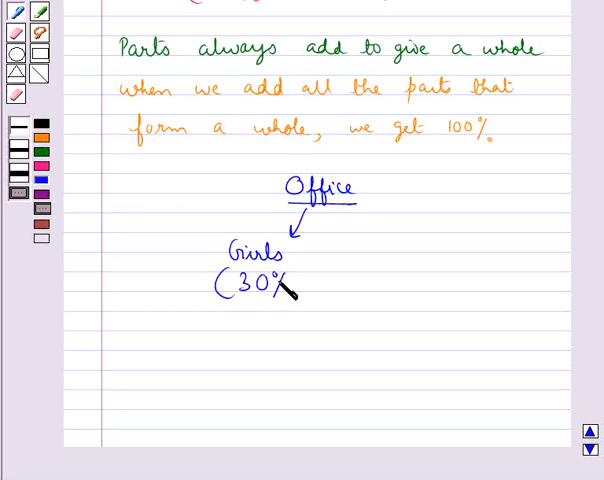 Parts always add to give a whole
when we add all the parts that
form a whole, we get 100%.
Office
Girls
(30%